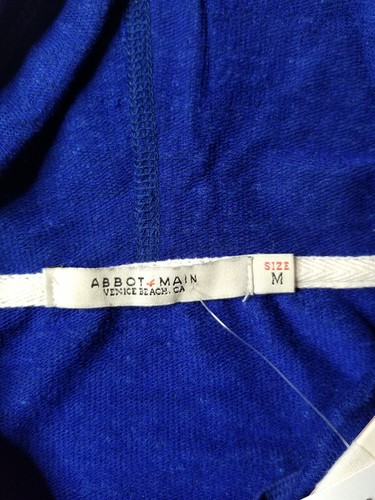 ABBOT & MAIN
VENICE BEACH, CA
SIZE
M